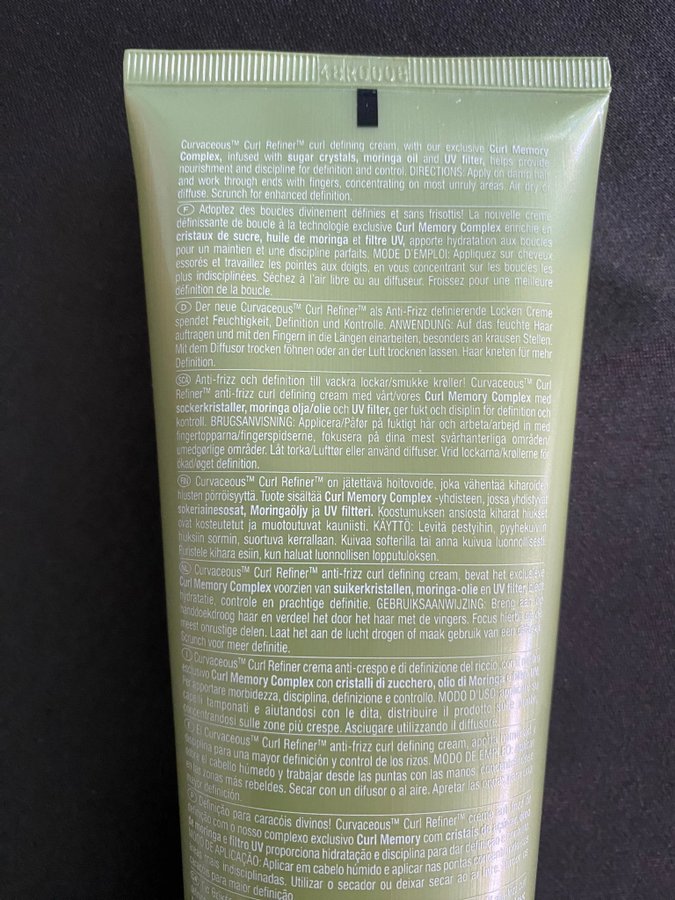 48R0008
Curvaceous™ Curl Refiner™ curl defining cream, with our exclusive Curl Memory
Complex, infused with sugar crystals, moringa oil and UV filter, helps provide
nourishment and discipline for definition and control. DIRECTIONS: Apply on damp hair
and work through ends with fingers, concentrating on most unruly areas. Air dry or
diffuse. Scrunch for enhanced definition.
F Adoptez des boucles divinement définies et sans frisottis! La nouvelle crème
définissante de boucle à la technologie exclusive Curl Memory Complex enrichie en
cristaux de sucre, huile de moringa et filtre UV, apporte hydratation aux boucles
pour un maintien et une discipline parfaits. MODE D'EMPLOI: Appliquez sur cheveux
essorés et travaillez les pointes aux doigts, en vous concentrant sur les boucles les
plus indisciplinées. Séchez à l'air libre ou au diffuseur. Froissez pour une meilleure
définition de la boucle.
D Der neue Curvaceous™ Curl Refiner™ als Anti-Frizz definierende Locken Creme
spendet Feuchtigkeit, Definition und Kontrolle. ANWENDUNG: Auf das feuchte Haar
auftragen und mit den Fingern in die Längen einarbeiten, besonders an krausen Stellen.
Mit dem Diffusor trocken föhnen oder an der Luft trocknen lassen. Haar kneten für mehr
Definition.
SCA Anti-frizz och definition till vackra lockar/smukke krøller! Curvaceous™ Curl
Refiner™ anti-frizz curl defining cream med vårt/vores Curl Memory Complex med
sockerkristaller, moringa olja/olie och UV filter, ger fukt och disiplin för definition och
kontroll. BRUGSANVISNING: Applicera/Påfør på fuktigt hår och arbeta/arbejd in med
fingertopparna/fingerspidserne, fokusera på dina mest svårhanterliga områden/
umedgørlige områder. Låt torka/Lufttør eller använd diffuser. Vrid lockarna/krøllerne för
ökad/øget definition.
FIN Curvaceous™ Curl Refiner™ on jätettävä hoitovoide, joka vähentää kiharoiden
hiusten pörröisyyttä. Tuote sisältää Curl Memory Complex -yhdisteen, jossa yhdistyvät
sokeriainesosat, Moringaöljy ja UV filtteri. Koostumuksen ansiosta kiharat hiukset
ovat kosteutetut ja muotoutuvat kauniisti. KÄYTTÖ: Levitä pestyihin, pyyhekuiviin
hiuksiin sormin, suortuva kerrallaan. Kuivaa softerilla tai anna kuivua luonnollisesti.
Puristele kihara esiin, kun haluat luonnollisen lopputuloksen.
NL Curvaceous™ Curl Refiner™ anti-frizz curl defining cream, bevat het exclusieve
Curl Memory Complex voorzien van suikerkristallen, moringa-olie en UV filter, biedt
hydratatie, controle en prachtige definitie. GEBRUIKSAANWIJZING: Breng aan op
handdoekdroog haar en verdeel het door het haar met de vingers. Focus hierbij op de
meest onrustige delen. Laat het aan de lucht drogen of maak gebruik van een diffuser.
Scrunch voor meer definitie.
I Curvaceous™ Curl Refiner crema anti-crespo e di definizione del riccio, con
esclusivo Curl Memory Complex con cristalli di zucchero, olio di Moringa
Per apportare morbidezza, disciplina, definizione e controllo. MODO D'USO:
capelli tamponati e aiutandosi con le dita, distribuire il prodotto
concentrandosi sulle zone più crespe. Asciugare utilizzando il diffusore.
E El Curvaceous™ Curl Refiner™ anti-frizz curl defining cream, aporta
disciplina para una mayor definición y control de los rizos. MODO DE EMPLEO:
sobre el cabello húmedo y trabajar desde las puntas con las manos,
en las zonas más rebeldes. Secar con un difusor o al aire. Apretar las
mayor definición.
P Definição para caracóis divinos! Curvaceous™ Curl Refiner™ creme
definição com o nosso complexo exclusivo Curl Memory com cristais de
de moringa e filtro UV proporciona hidratação e disciplina para dar
MODO DE APLICAÇÃO: Aplicar em cabelo húmido e aplicar nas pontas
mais indisciplinadas. Utilizar o secador ou deixar secar ao
para maior definição.